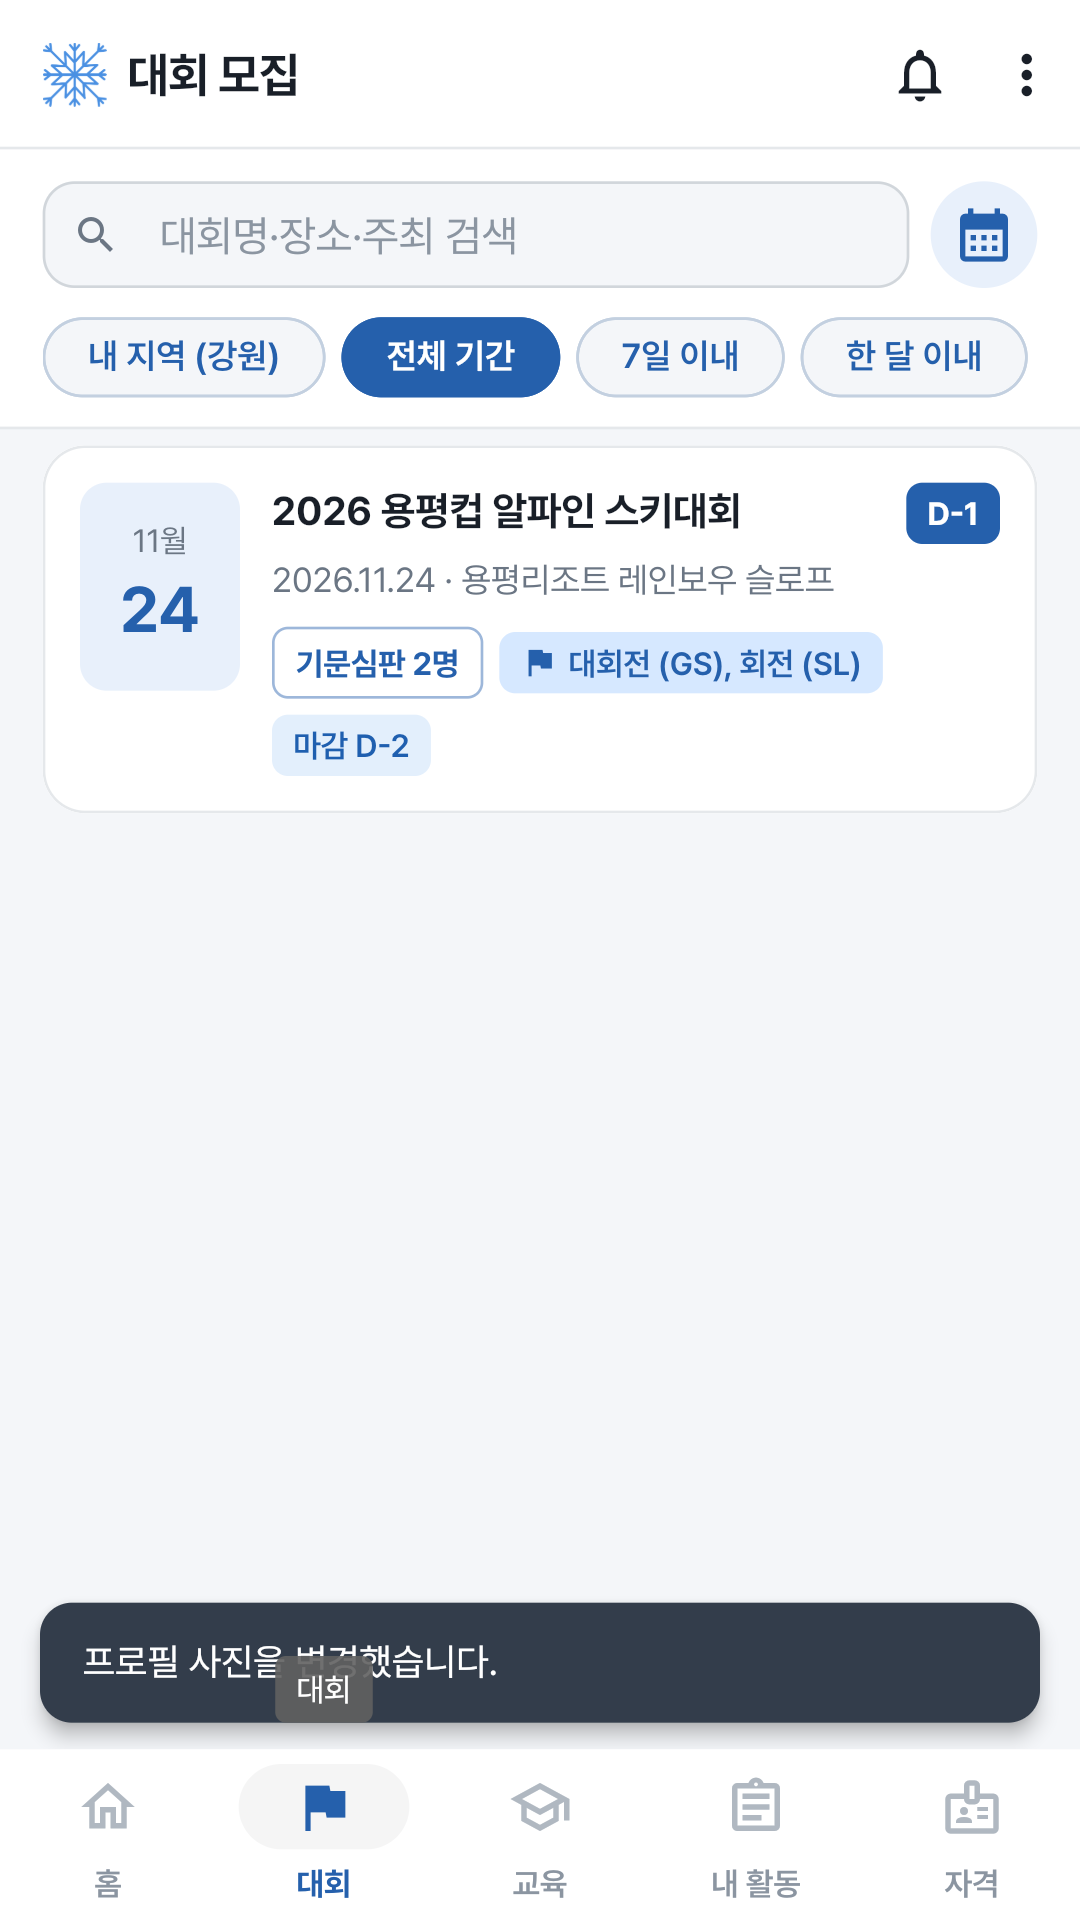 대회 모집
대회명·장소·주최 검색
내 지역 (강원)
전체 기간
7일 이내
한 달 이내
11월
24
2026 용평컵 알파인 스키대회
D-1
2026.11.24 · 용평리조트 레인보우 슬로프
기문심판 2명
대회전 (GS), 회전 (SL)
마감 D-2
프로필 사진을 변경했습니다.
대회
홈
대회
교육
내 활동
자격